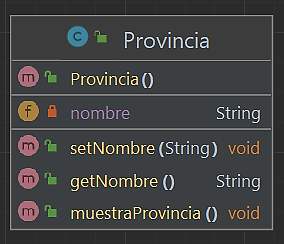 C Provincia
m Provincia()
f nombre String
m setNombre(String) void
m getNombre () String
m muestraProvincia () void